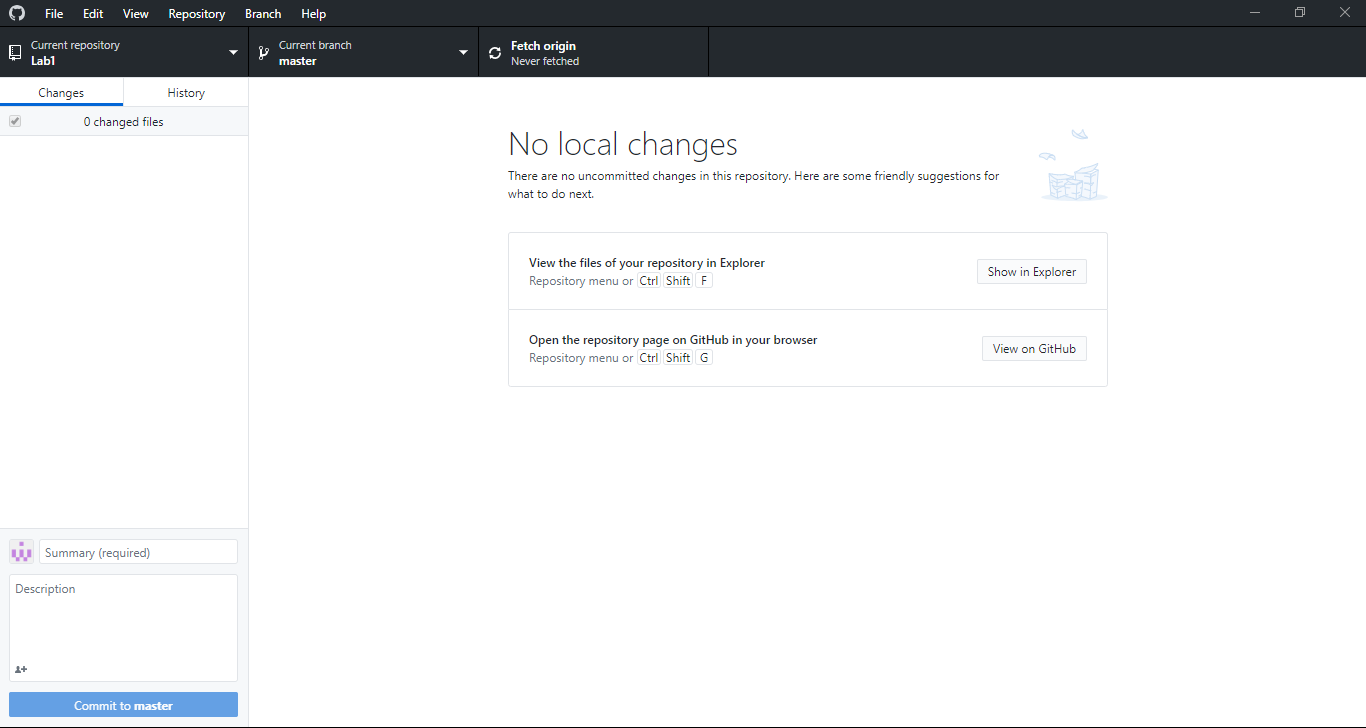 File Edit View Repository Branch Help
Current repository
Lab1
Current branch
master
Fetch origin
Never fetched
Changes History
0 changed files
No local changes
There are no uncommitted changes in this repository. Here are some friendly suggestions for
what to do next.
View the files of your repository in Explorer
Repository menu or Ctrl Shift F
Show in Explorer
Open the repository page on GitHub in your browser
Repository menu or Ctrl Shift G
View on GitHub
Summary (required)
Description
Commit to master